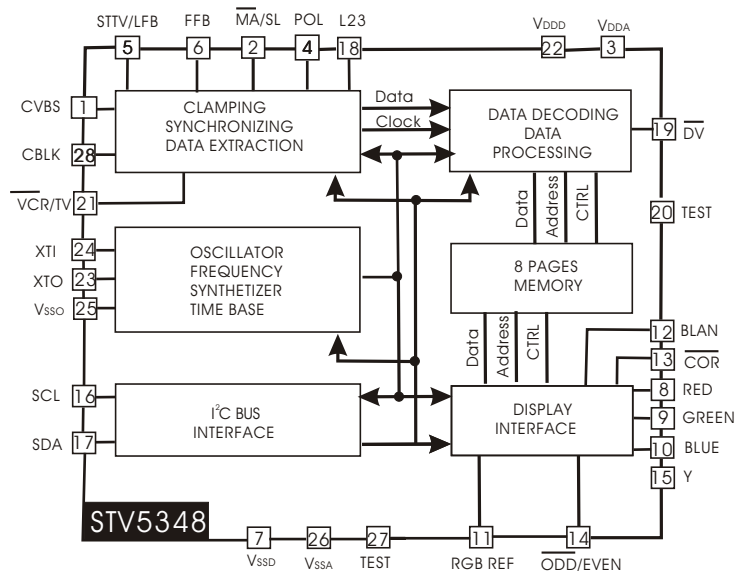 STTV/LFB FFB MA/SL POL L23 VDDD VDDA
5 6 2 4 18 22 3
CVBS 1
CLAMPING
SYNCHRONIZING
DATA EXTRACTION
Data
Clock
DATA DECODING
DATA
PROCESSING
19 DV
CBLK 28
VCR/TV 21
Data Address CTRL
20 TEST
XTI 24
XTO 23
VSSO 25
OSCILLATOR
FREQUENCY
SYNTHETIZER
TIME BASE
8 PAGES
MEMORY
Data Address CTRL
12 BLAN
13 COR
8 RED
9 GREEN
10 BLUE
15 Y
SCL 16
SDA 17
I²C BUS
INTERFACE
DISPLAY
INTERFACE
STV5348
7 26 27 11 14
VSSD VSSA TEST RGB REF ODD/EVEN